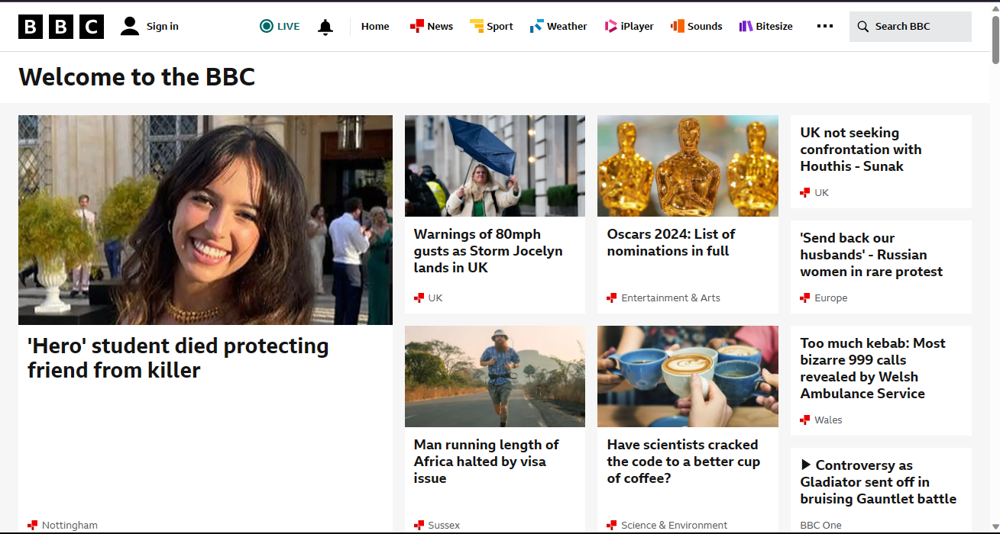 BBC
Sign in
LIVE
Home
News
Sport
Weather
iPlayer
Sounds
Bitesize
Search BBC
Welcome to the BBC
'Hero' student died protecting
friend from killer
Nottingham
Warnings of 80mph
gusts as Storm Jocelyn
lands in UK
UK
Oscars 2024: List of
nominations in full
Entertainment & Arts
UK not seeking
confrontation with
Houthis - Sunak
UK
'Send back our
husbands' - Russian
women in rare protest
Europe
Man running length of
Africa halted by visa
issue
Sussex
Have scientists cracked
the code to a better cup
of coffee?
Science & Environment
Too much kebab: Most
bizarre 999 calls
revealed by Welsh
Ambulance Service
Wales
Controversy as
Gladiator sent off in
bruising Gauntlet battle
BBC One